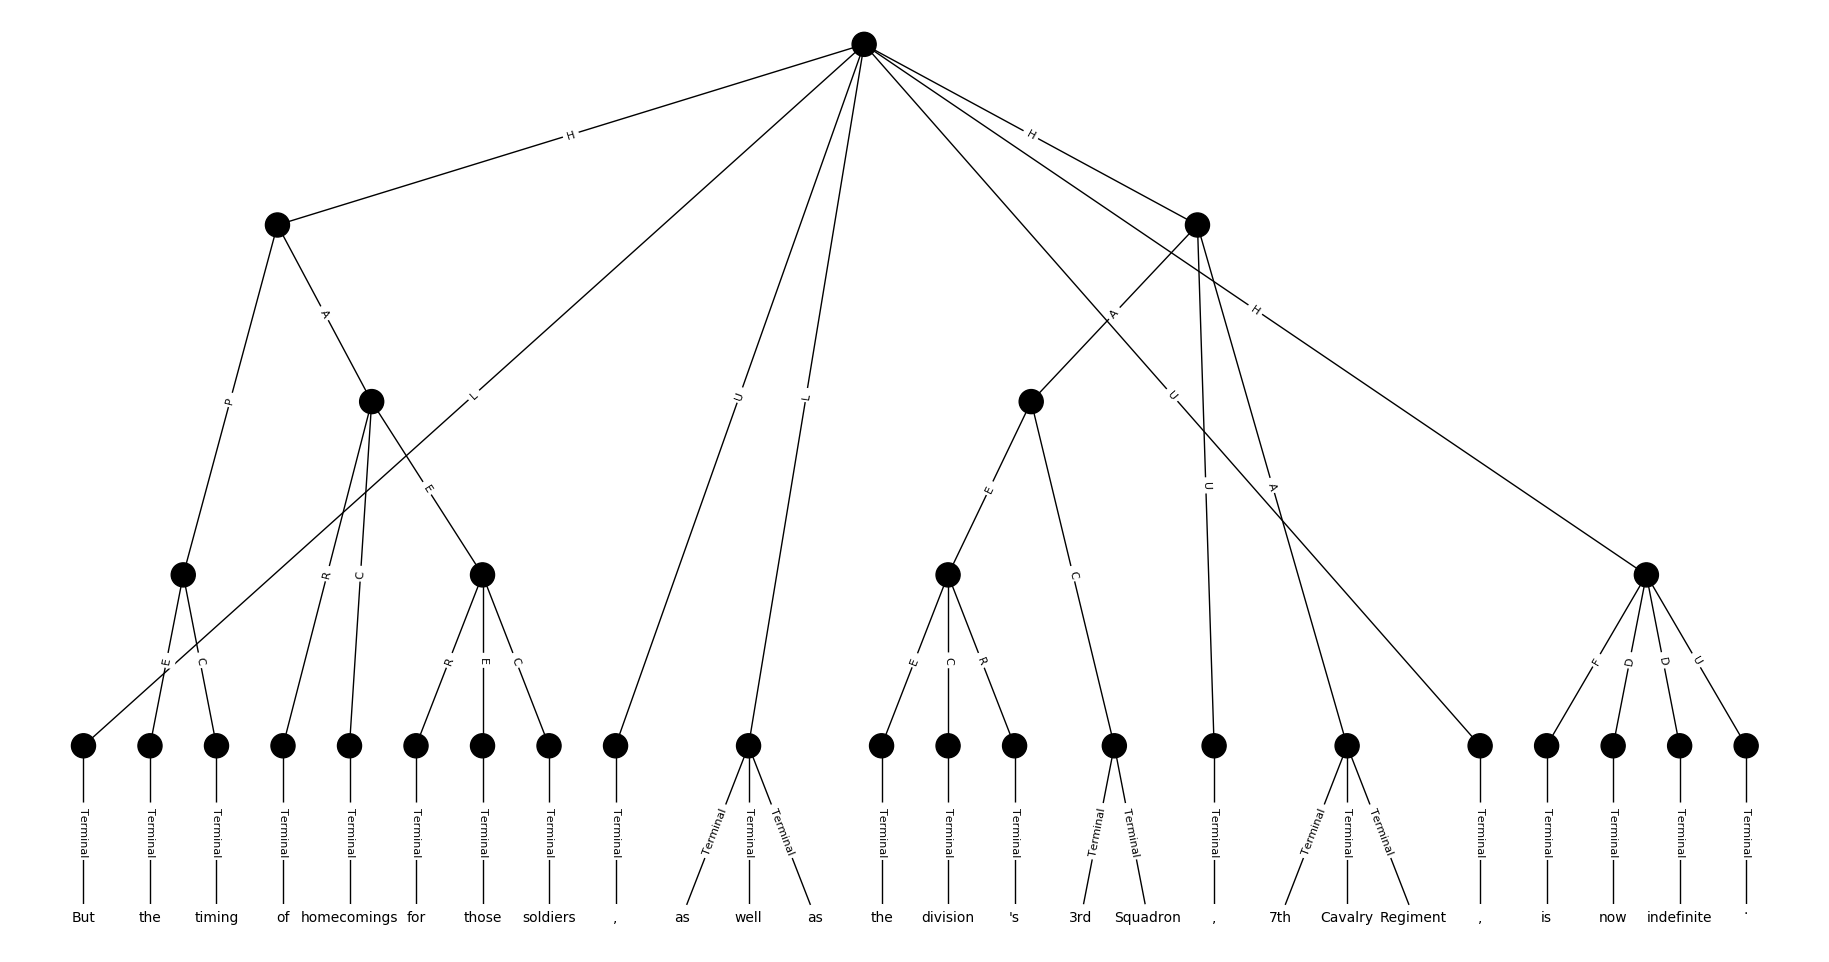 H H
A A H
P L U L U
E E U A
R C C
E C R E C E C R F D D U
Terminal Terminal Terminal Terminal Terminal Terminal Terminal Terminal Terminal Terminal Terminal Terminal Terminal Terminal Terminal Terminal Terminal Terminal Terminal Terminal Terminal Terminal Terminal Terminal Terminal Terminal
But the timing of homecomings for those soldiers , as well as the division 's 3rd Squadron , 7th Cavalry Regiment , is now indefinite .